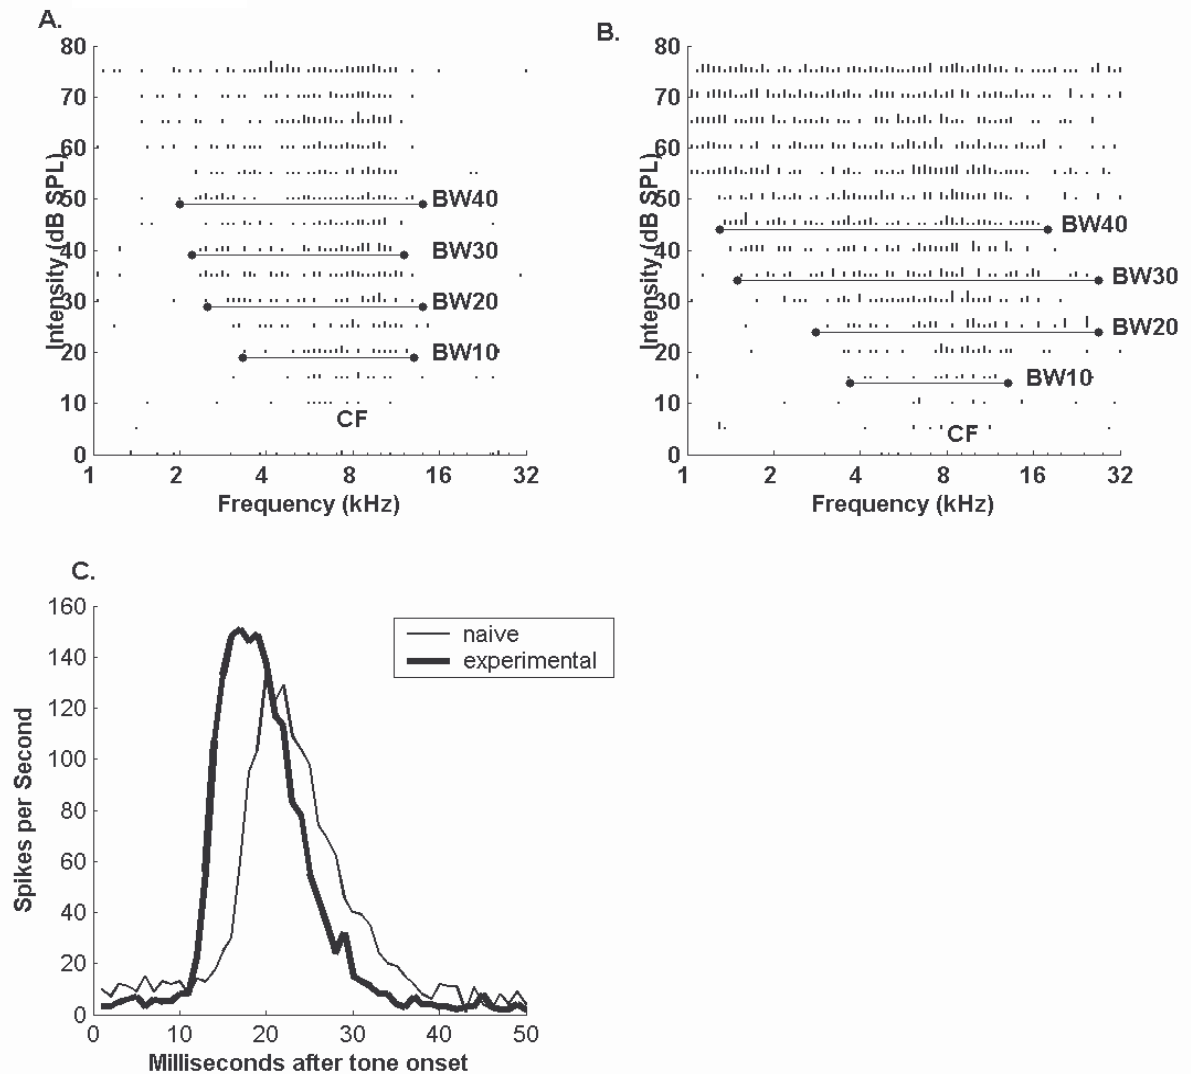 A.
80
70
60
50
40
30
20
10
0
Intensity (dB SPL)
BW40
BW30
BW20
BW10
CF
1
2
4
8
16
32
Frequency (kHz)
B.
80
70
60
50
40
30
20
10
0
Intensity (dB SPL)
BW40
BW30
BW20
BW10
CF
1
2
4
8
16
32
Frequency (kHz)
C.
160
140
120
100
80
60
40
20
0
Spikes per Second
naive
experimental
0
10
20
30
40
50
Milliseconds after tone onset